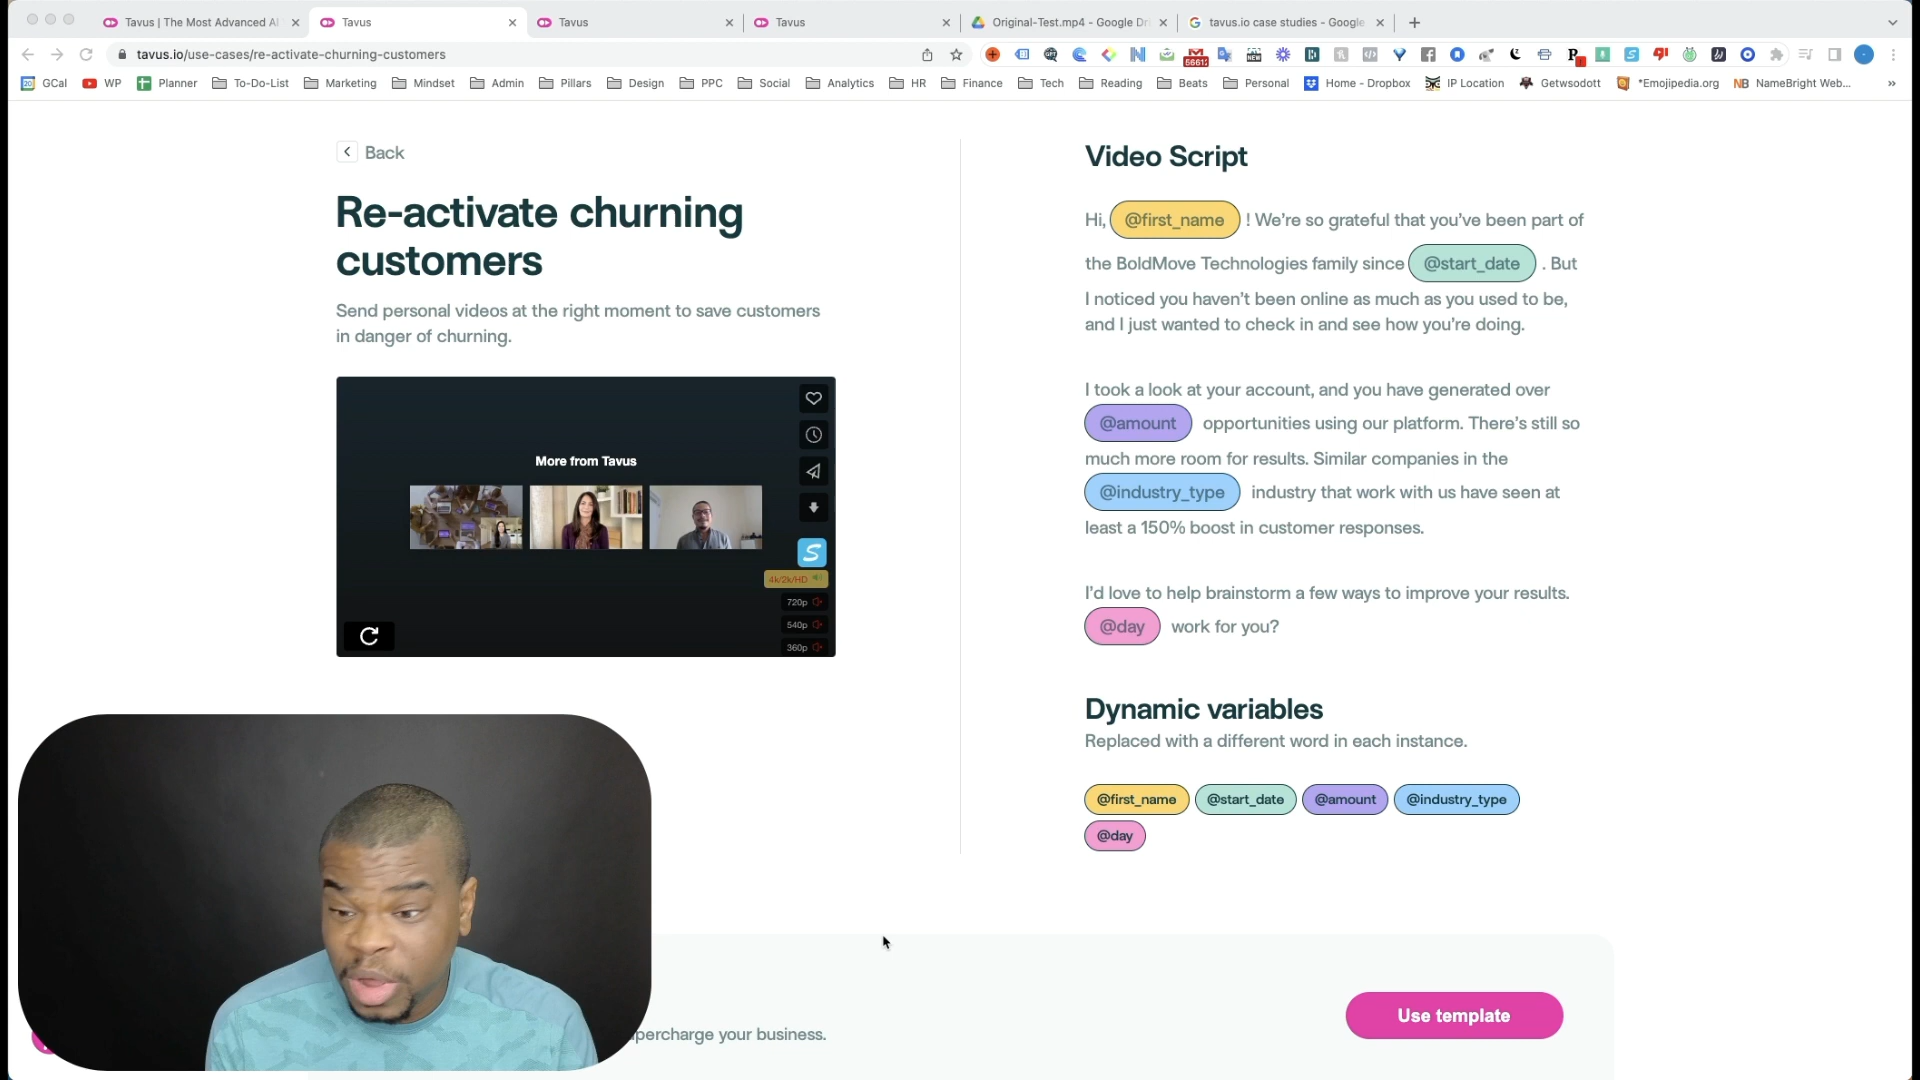 Tavus | The Most Advanced AI
Tavus
Tavus
Tavus
Original-Test.mp4 - Google Dri
tavus.io case studies - Google
tavus.io/use-cases/re-activate-churning-customers
56612
NEW
GCal
WP
Planner
To-Do-List
Marketing
Mindset
Admin
Pillars
Design
PPC
Social
Analytics
HR
Finance
Tech
Reading
Beats
Personal
Home - Dropbox
IP Location
Getwsodott
*Emojipedia.org
NB NameBright Web...
Back
Re-activate churning
customers
Send personal videos at the right moment to save customers
in danger of churning.
More from Tavus
S
4k/2k/HD
720p
540p
360p
Video Script
Hi, @first_name ! We’re so grateful that you’ve been part of
the BoldMove Technologies family since @start_date . But
I noticed you haven’t been online as much as you used to be,
and I just wanted to check in and see how you’re doing.
I took a look at your account, and you have generated over
@amount opportunities using our platform. There’s still so
much more room for results. Similar companies in the
@industry_type industry that work with us have seen at
least a 150% boost in customer responses.
I’d love to help brainstorm a few ways to improve your results.
@day work for you?
Dynamic variables
Replaced with a different word in each instance.
@first_name @start_date @amount @industry_type
@day
percharge your business.
Use template